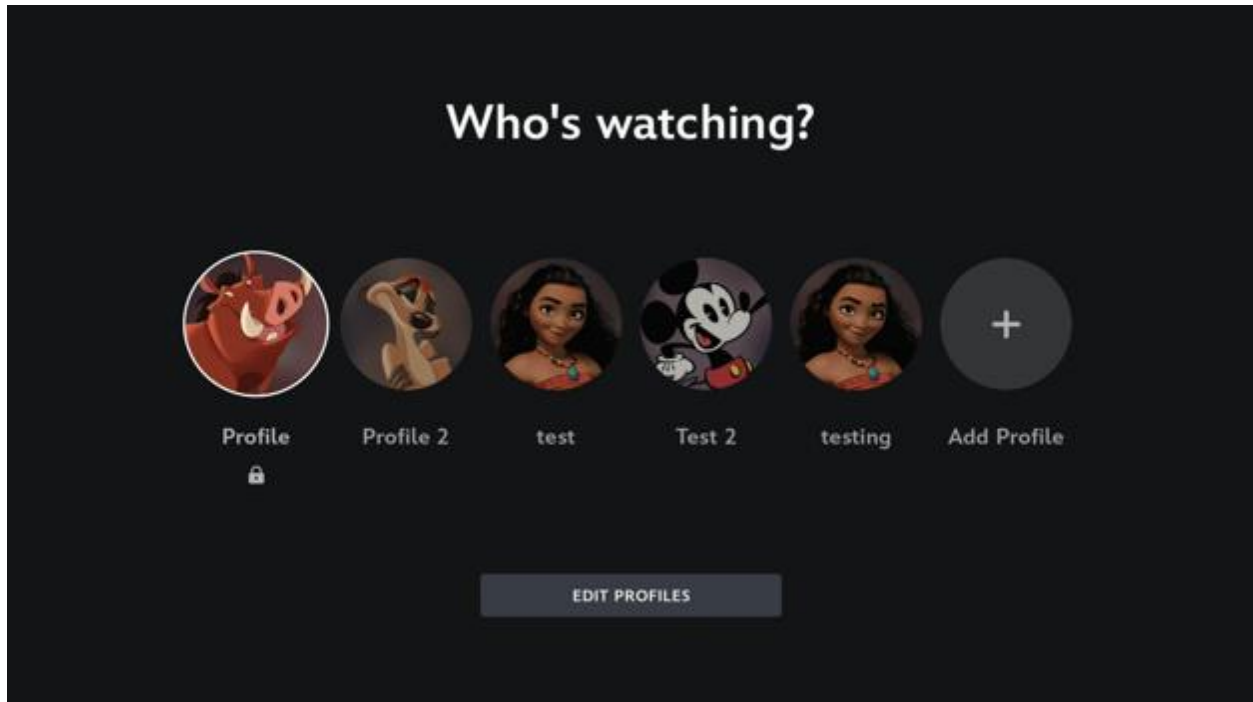 Who's watching?
Profile
Profile 2
test
Test 2
testing
Add Profile
EDIT PROFILES